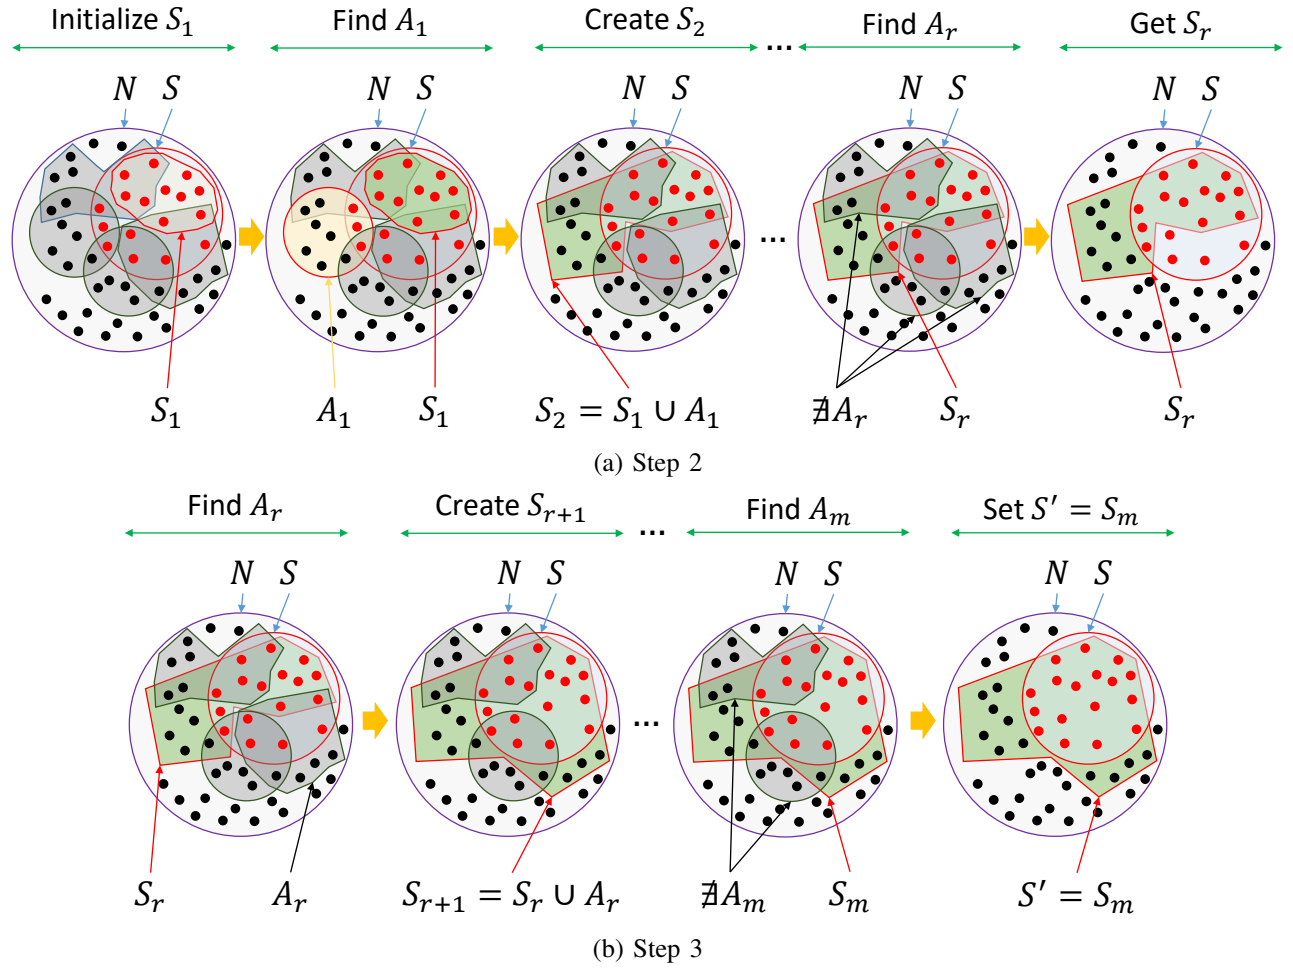 Initialize S₁ Find A₁ Create S₂ ... Find Aᵣ Get Sᵣ
N S N S N S N S N S
...
S₁ A₁ S₁ S₂ = S₁ ∪ A₁ ∄Aᵣ Sᵣ Sᵣ
(a) Step 2
Find Aᵣ Create Sᵣ₊₁ ... Find Aₘ Set S′ = Sₘ
N S N S N S N S
...
Sᵣ Aᵣ Sᵣ₊₁ = Sᵣ ∪ Aᵣ ∄Aₘ Sₘ S′ = Sₘ
(b) Step 3